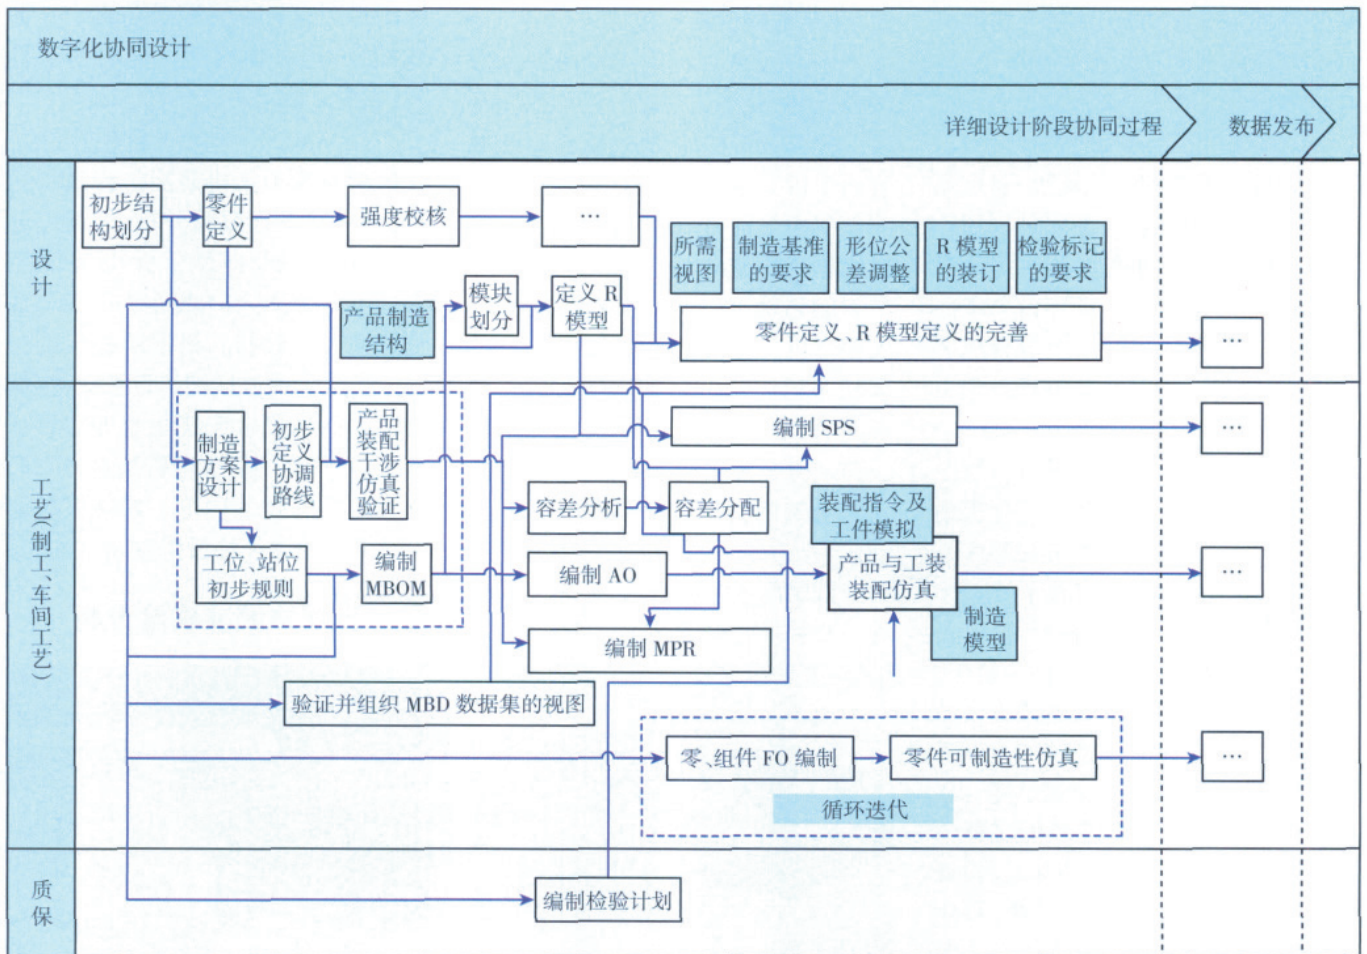 数字化协同设计
详细设计阶段协同过程
数据发布
设
计
初步结
构划分
零件
定义
强度校核
…
所需
视图
制造基准
的要求
形位公
差调整
R 模型
的装订
检验标记
的要求
产品制造
结构
模块
划分
定义 R
模型
零件定义、R 模型定义的完善
…
工艺(制工、车间工艺)
制造
方案
设计
初步
定义
协调
路线
产品
装配
干涉
仿真
验证
编制 SPS
…
容差分析
容差分配
装配指令及
工件模拟
工位、站位
初步规则
编制
MBOM
编制 AO
产品与工装
装配仿真
…
制造
模型
编制 MPR
验证并组织 MBD 数据集的视图
零、组件 FO 编制
零件可制造性仿真
…
循环迭代
质
保
编制检验计划